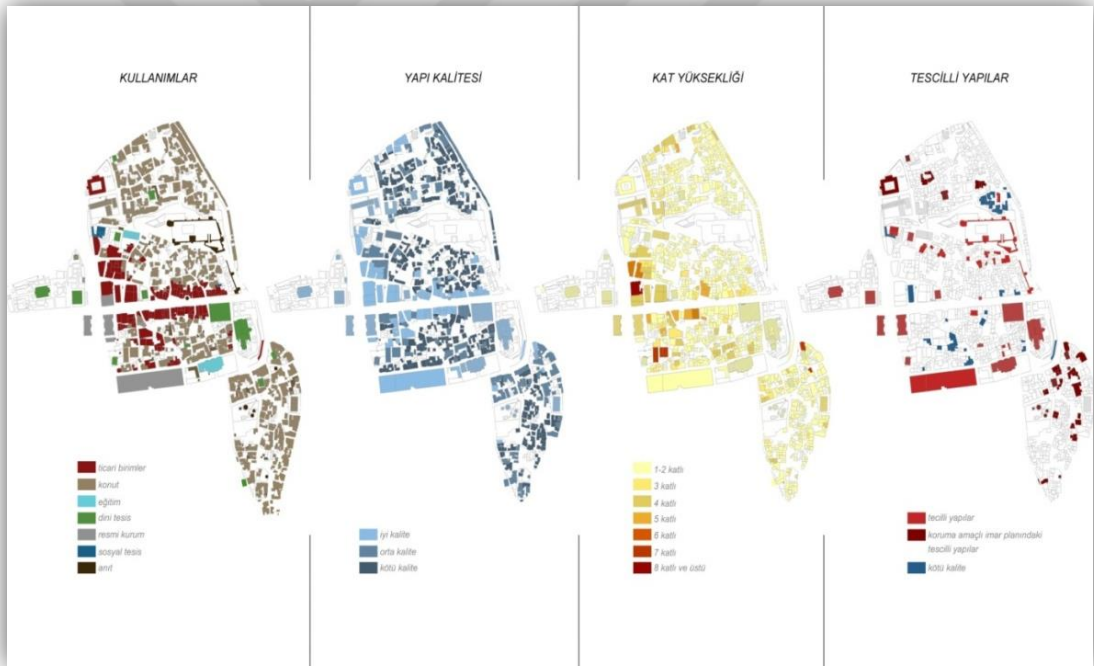 KULLANIMLAR
YAPI KALİTESİ
KAT YÜKSEKLİĞİ
TESCİLLİ YAPILAR
ticari birimler
konut
eğitim
dini tesis
resmi kurum
sosyal tesis
anıt
iyi kalite
orta kalite
kötü kalite
1-2 katlı
3 katlı
4 katlı
5 katlı
6 katlı
7 katlı
8 katlı ve üstü
tecilli yapılar
koruma amaçlı imar planındaki
tescilli yapılar
kötü kalite